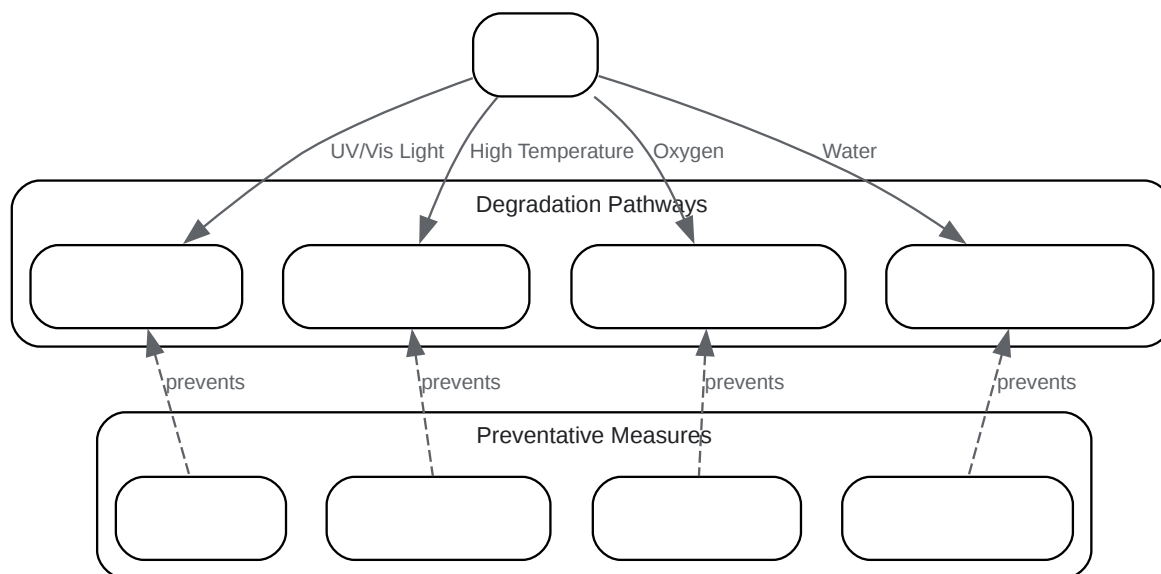 UV/Vis Light
High Temperature
Oxygen
Water
Degradation Pathways
prevents
prevents
prevents
prevents
Preventative Measures